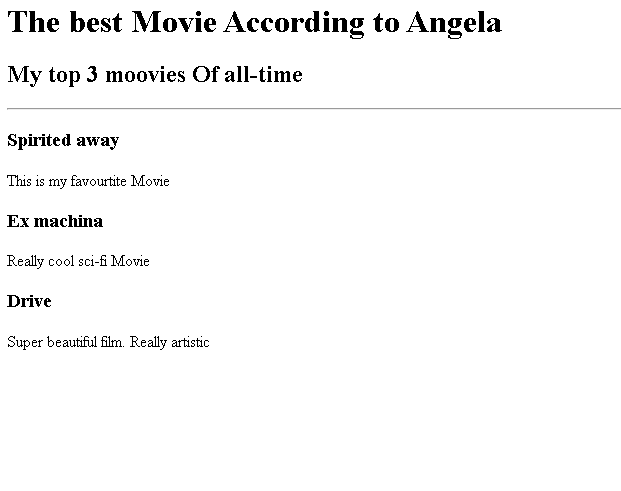 The best Movie According to Angela
My top 3 moovies Of all-time
Spirited away
This is my favourtite Movie
Ex machina
Really cool sci-fi Movie
Drive
Super beautiful film. Really artistic